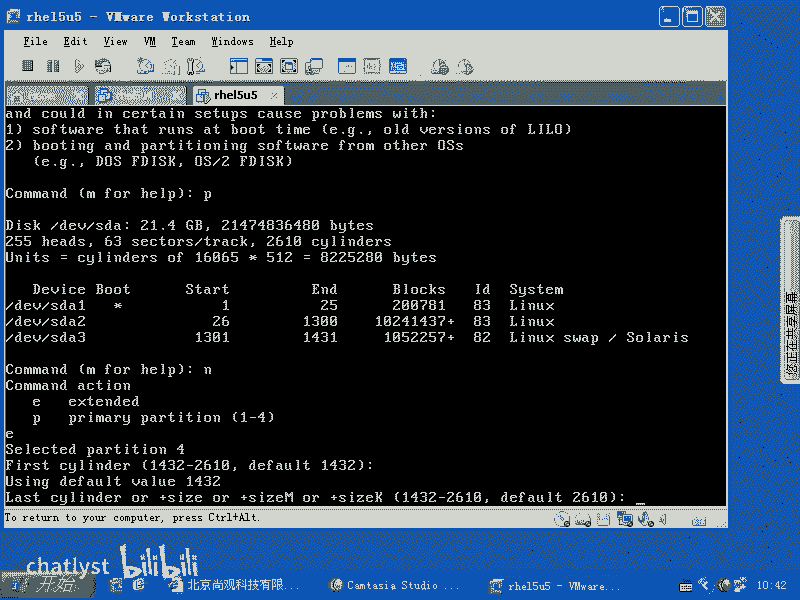 rhel5u5 - VMware Workstation
File Edit View VM Team Windows Help
rhel5u5
and could in certain setups cause problems with:
1) software that runs at boot time (e.g., old versions of LILO)
2) booting and partitioning software from other OSs
(e.g., DOS FDISK, OS/2 FDISK)
Command (m for help): p
Disk /dev/sda: 21.4 GB, 21474836480 bytes
255 heads, 63 sectors/track, 2610 cylinders
Units = cylinders of 16065 * 512 = 8225280 bytes
Device Boot Start End Blocks Id System
/dev/sda1 * 1 25 200781 83 Linux
/dev/sda2 26 1300 10241437+ 83 Linux
/dev/sda3 1301 1431 1052257+ 82 Linux swap / Solaris
Command (m for help): n
Command action
e extended
p primary partition (1-4)
e
Selected partition 4
First cylinder (1432-2610, default 1432):
Using default value 1432
Last cylinder or +size or +sizeM or +sizeK (1432-2610, default 2610): _
To return to your computer, press Ctrl+Alt.
您正在共享屏幕
chatlyst bilibili
开始
北京尚观科技有限...
Camtasia Studio ...
rhel5u5 - VMware...
10:42